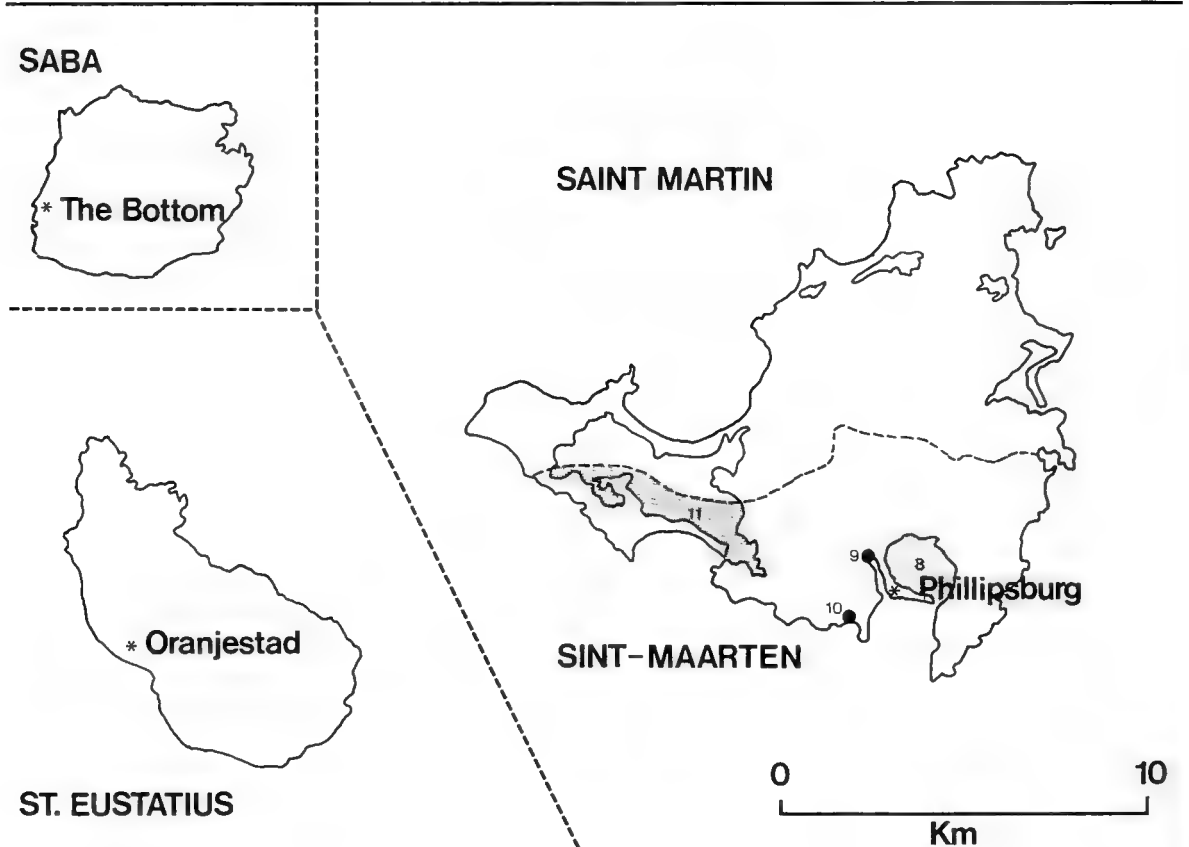 SABA
* The Bottom
SAINT MARTIN
11
9
8
* Phillipsburg
10
* Oranjestad
SINT-MAARTEN
ST. EUSTATIUS
0 10
Km